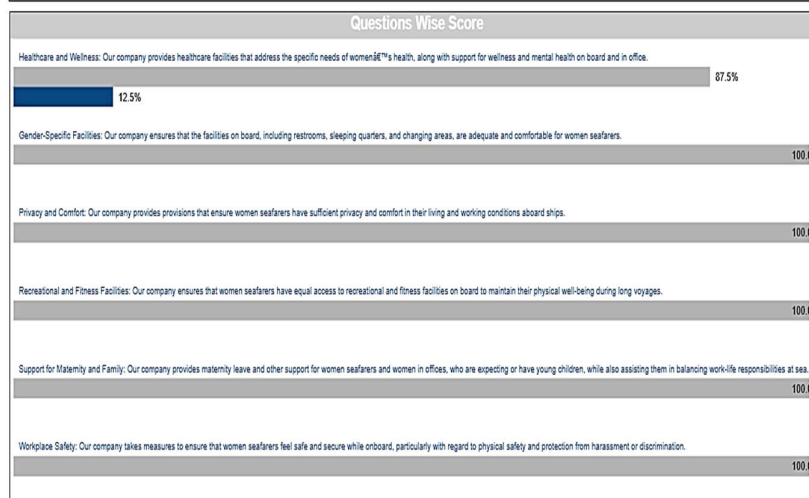 Questions Wise Score
Healthcare and Wellness: Our company provides healthcare facilities that address the specific needs of womenâ€™s health, along with support for wellness and mental health on board and in office.
87.5%
12.5%
Gender-Specific Facilities: Our company ensures that the facilities on board, including restrooms, sleeping quarters, and changing areas, are adequate and comfortable for women seafarers.
100.0
Privacy and Comfort: Our company provides provisions that ensure women seafarers have sufficient privacy and comfort in their living and working conditions aboard ships.
100.0
Recreational and Fitness Facilities: Our company ensures that women seafarers have equal access to recreational and fitness facilities on board to maintain their physical well-being during long voyages.
100.0
Support for Maternity and Family: Our company provides maternity leave and other support for women seafarers and women in offices, who are expecting or have young children, while also assisting them in balancing work-life responsibilities at sea.
100.0
Workplace Safety: Our company takes measures to ensure that women seafarers feel safe and secure while onboard, particularly with regard to physical safety and protection from harassment or discrimination.
100.0